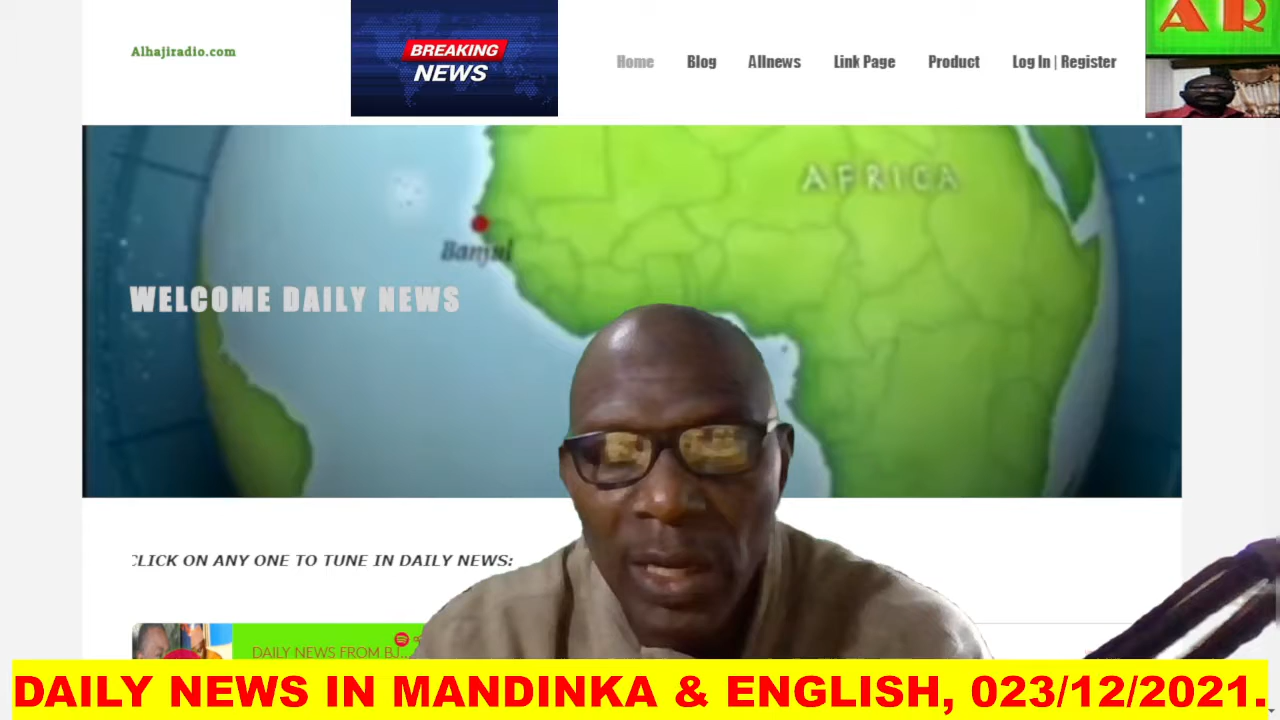 Alhajiradio.com
BREAKING
NEWS
Home Blog Allnews Link Page Product Log In | Register
AR
AFRICA
Banjul
WELCOME DAILY NEWS
CLICK ON ANY ONE TO TUNE IN DAILY NEWS:
DAILY NEWS FROM BJ...
DAILY NEWS IN MANDINKA & ENGLISH, 023/12/2021.